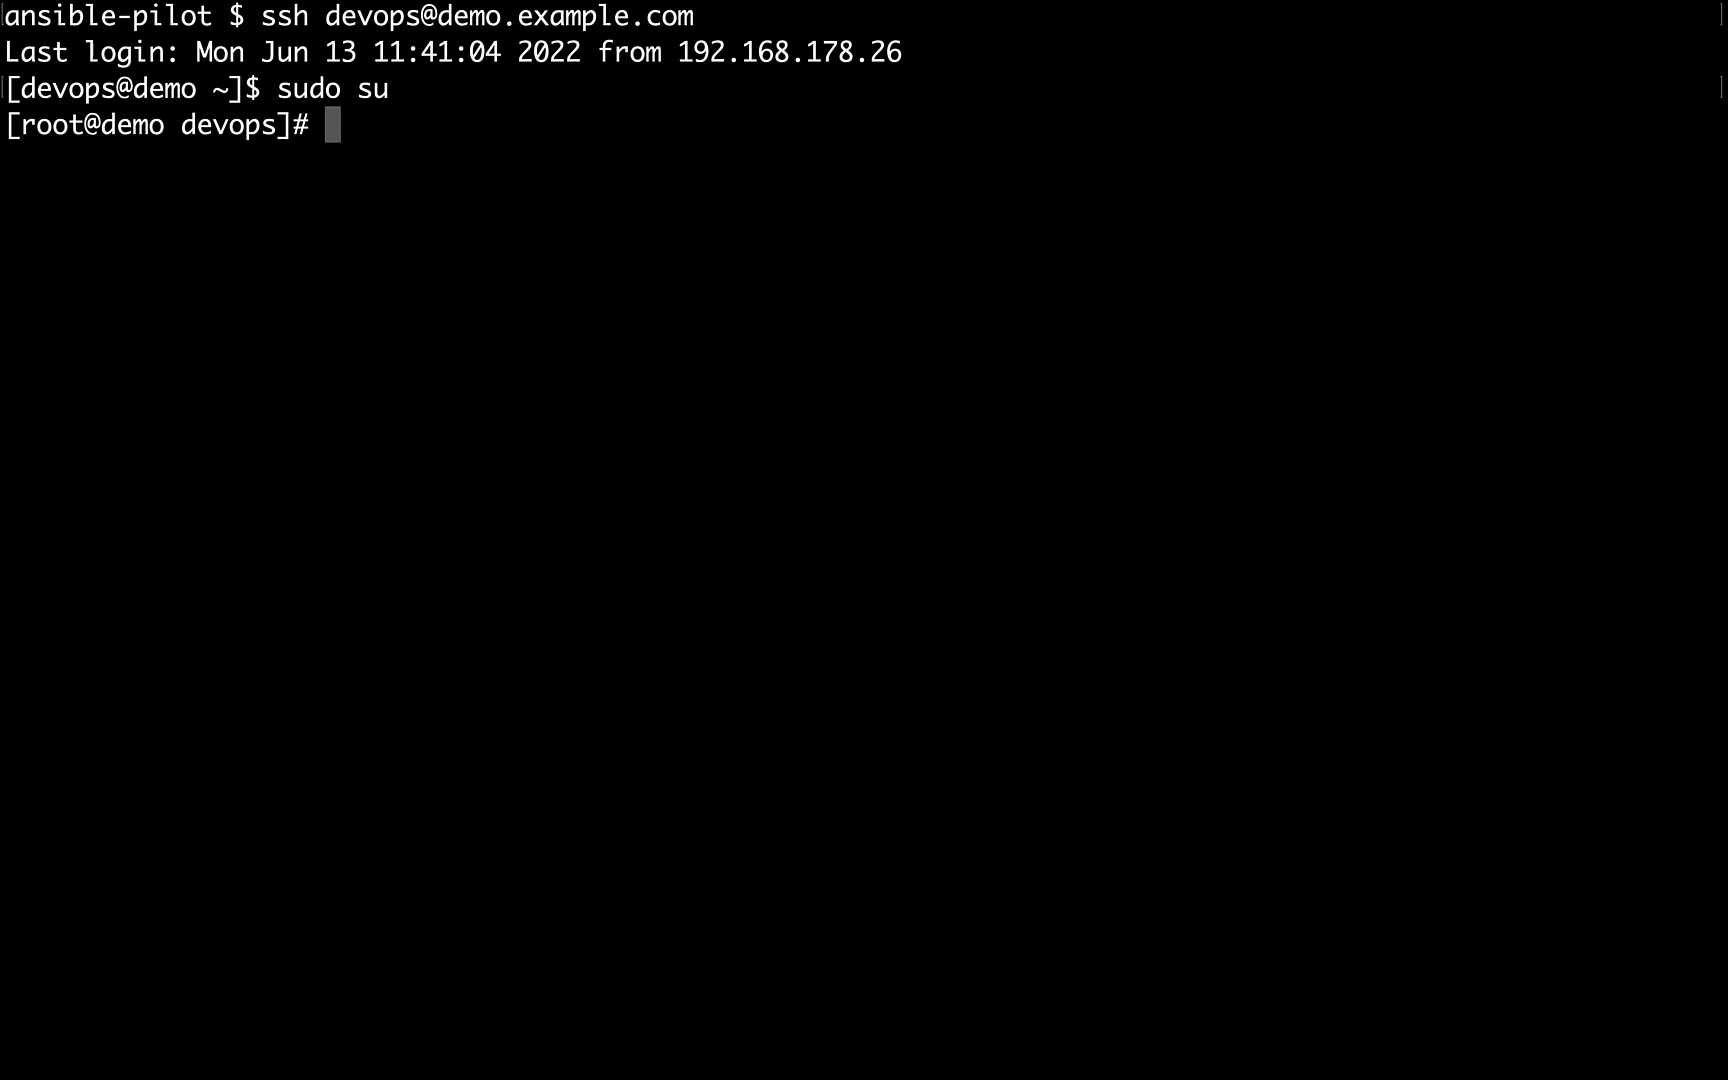 ansible-pilot $ ssh devops@demo.example.com
Last login: Mon Jun 13 11:41:04 2022 from 192.168.178.26
[devops@demo ~]$ sudo su
[root@demo devops]#